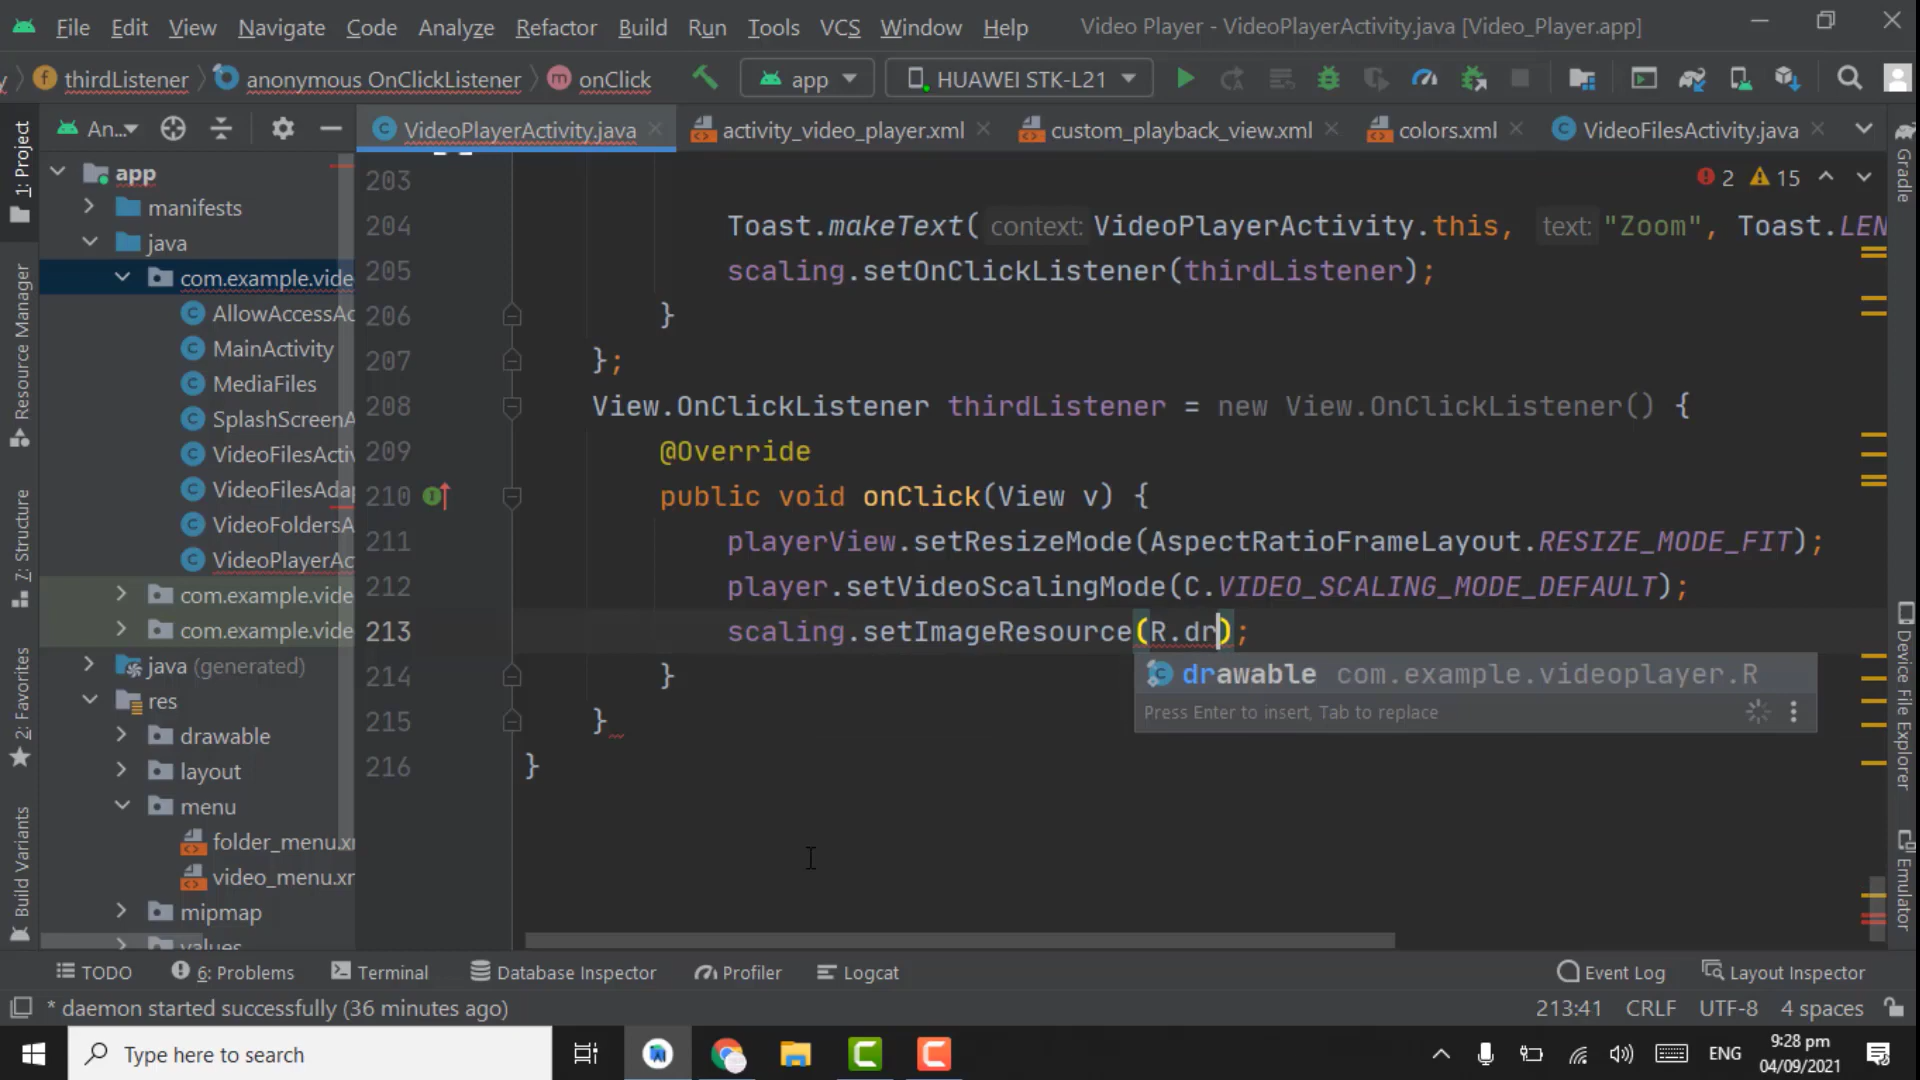 File Edit View Navigate Code Analyze Refactor Build Run Tools VCS Window Help Video Player - VideoPlayerActivity.java [Video_Player.app]
thirdListener anonymous OnClickListener onClick app HUAWEI STK-L21
An... VideoPlayerActivity.java activity_video_player.xml custom_playback_view.xml colors.xml VideoFilesActivity.java
1: Project
Resource Manager
7: Structure
2: Favorites
Build Variants
app
manifests
java
com.example.vide
AllowAccessAc
MainActivity
MediaFiles
SplashScreenA
VideoFilesActiv
VideoFilesAdap
VideoFoldersA
VideoPlayerAc
com.example.vide
com.example.vide
java (generated)
res
drawable
layout
menu
folder_menu.xr
video_menu.xr
mipmap
values
2 15
203
204 Toast.makeText( context: VideoPlayerActivity.this, text: "Zoom", Toast.LEN
205 scaling.setOnClickListener(thirdListener);
206 }
207 };
208 View.OnClickListener thirdListener = new View.OnClickListener() {
209 @Override
210 public void onClick(View v) {
211 playerView.setResizeMode(AspectRatioFrameLayout.RESIZE_MODE_FIT);
212 player.setVideoScalingMode(C.VIDEO_SCALING_MODE_DEFAULT);
213 scaling.setImageResource(R.dr);
214 }
215 }
216 }
drawable com.example.videoplayer.R
Press Enter to insert, Tab to replace
Gradle
Device File Explorer
Emulator
TODO 6: Problems Terminal Database Inspector Profiler Logcat Event Log Layout Inspector
* daemon started successfully (36 minutes ago) 213:41 CRLF UTF-8 4 spaces
Type here to search ENG 9:28 pm
04/09/2021